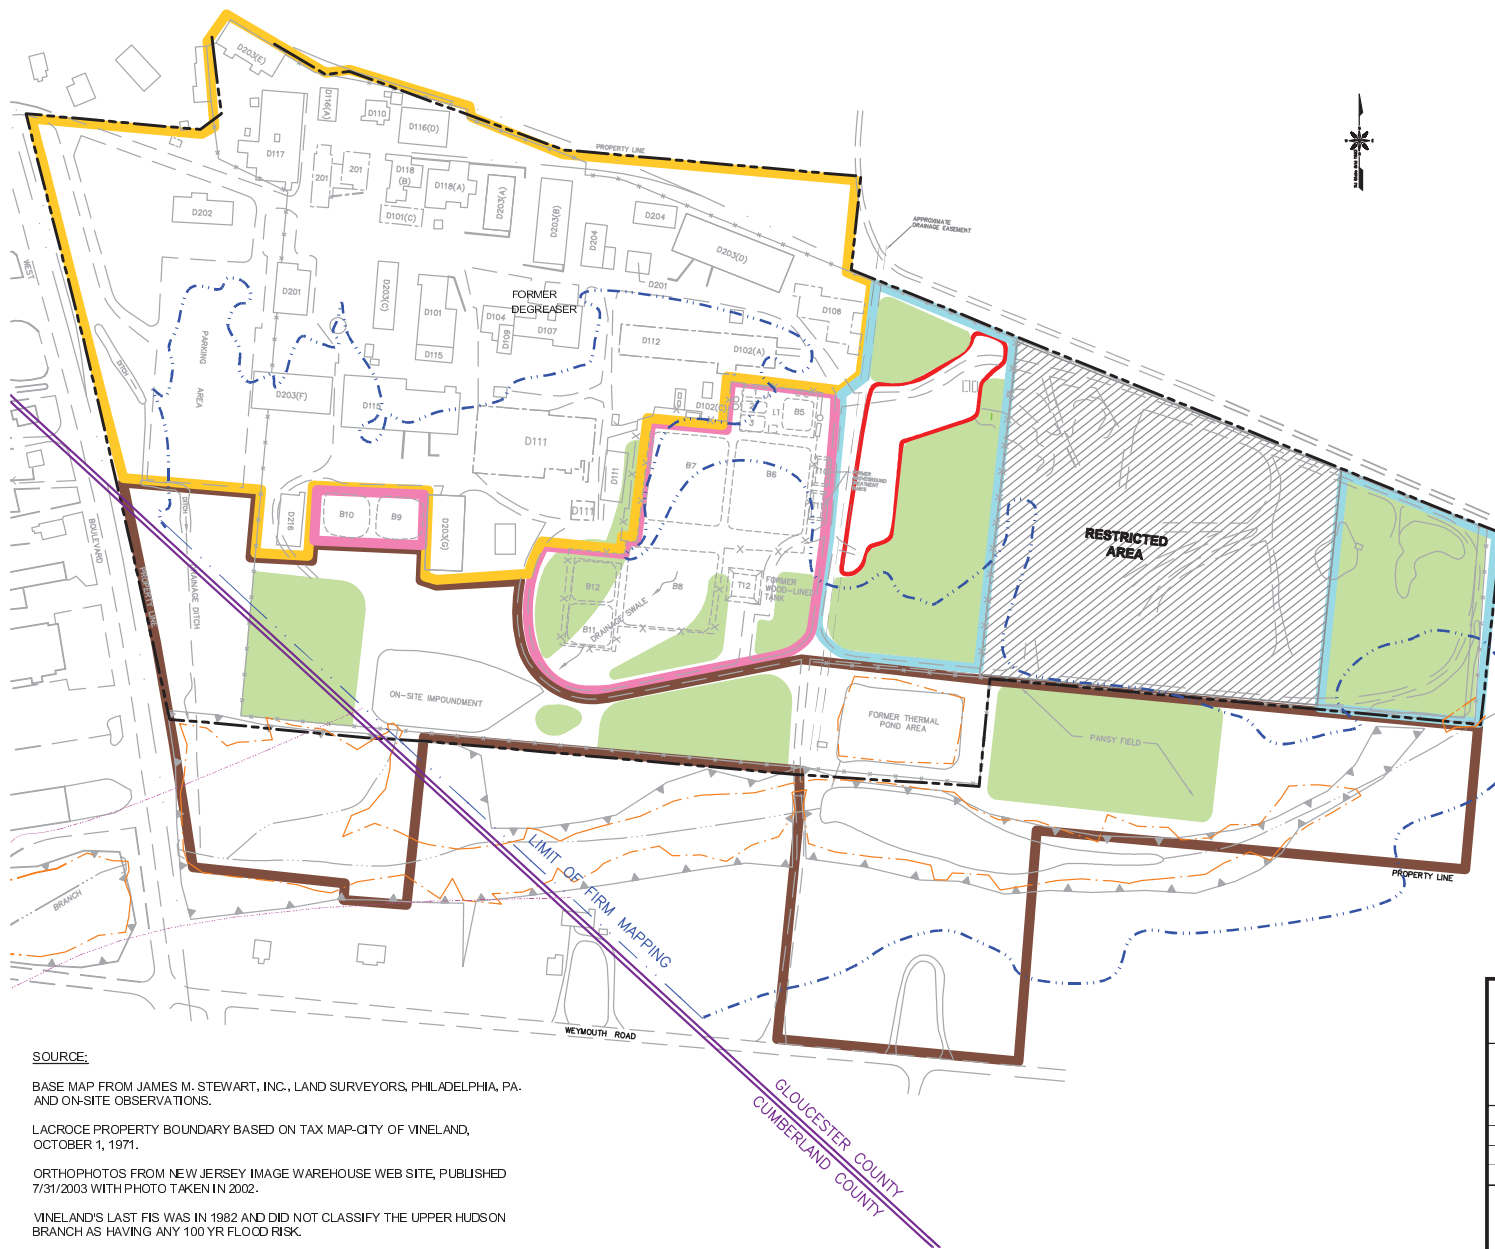 D203(E)
D116(A)
D110
D116(D)
D117
201
201
D118
(B)
D118(A)
D101(C)
D203(A)
D203(B)
D204
D204
D202
D203(D)
D201
PROPERTY LINE
APPROXIMATE
DRAINAGE EASEMENT
WEST
D201
D203(C)
D101
D115
FORMER
DEGREASER
D104
D109
D107
D112
D102(A)
D108
DITCH
PARKING
AREA
D203(F)
D115
D111
D102(C)
2
3
L1
B5
B7
B6
D111
D111
D216
B10
B9
D203(G)
DITCH
DRAINAGE DITCH
BOULEVARD
PROPERTY LINE
B12
B11
B8
DRAINAGE SWALE
T12
FORMER
WOOD-LINED
TANK
RESTRICTED
AREA
ON-SITE IMPOUNDMENT
FORMER THERMAL
POND AREA
PANSY FIELD
PROPERTY LINE
BRANCH
LIMIT OF FIRM MAPPING
WEYMOUTH ROAD
GLOUCESTER COUNTY
CUMBERLAND COUNTY
SOURCE:
BASE MAP FROM JAMES M. STEWART, INC., LAND SURVEYORS, PHILADELPHIA, PA.
AND ON-SITE OBSERVATIONS.
LACROCE PROPERTY BOUNDARY BASED ON TAX MAP-CITY OF VINELAND,
OCTOBER 1, 1971.
ORTHOPHOTOS FROM NEW JERSEY IMAGE WAREHOUSE WEB SITE, PUBLISHED
7/31/2003 WITH PHOTO TAKEN IN 2002.
VINELAND'S LAST FIS WAS IN 1982 AND DID NOT CLASSIFY THE UPPER HUDSON
BRANCH AS HAVING ANY 100 YR FLOOD RISK.